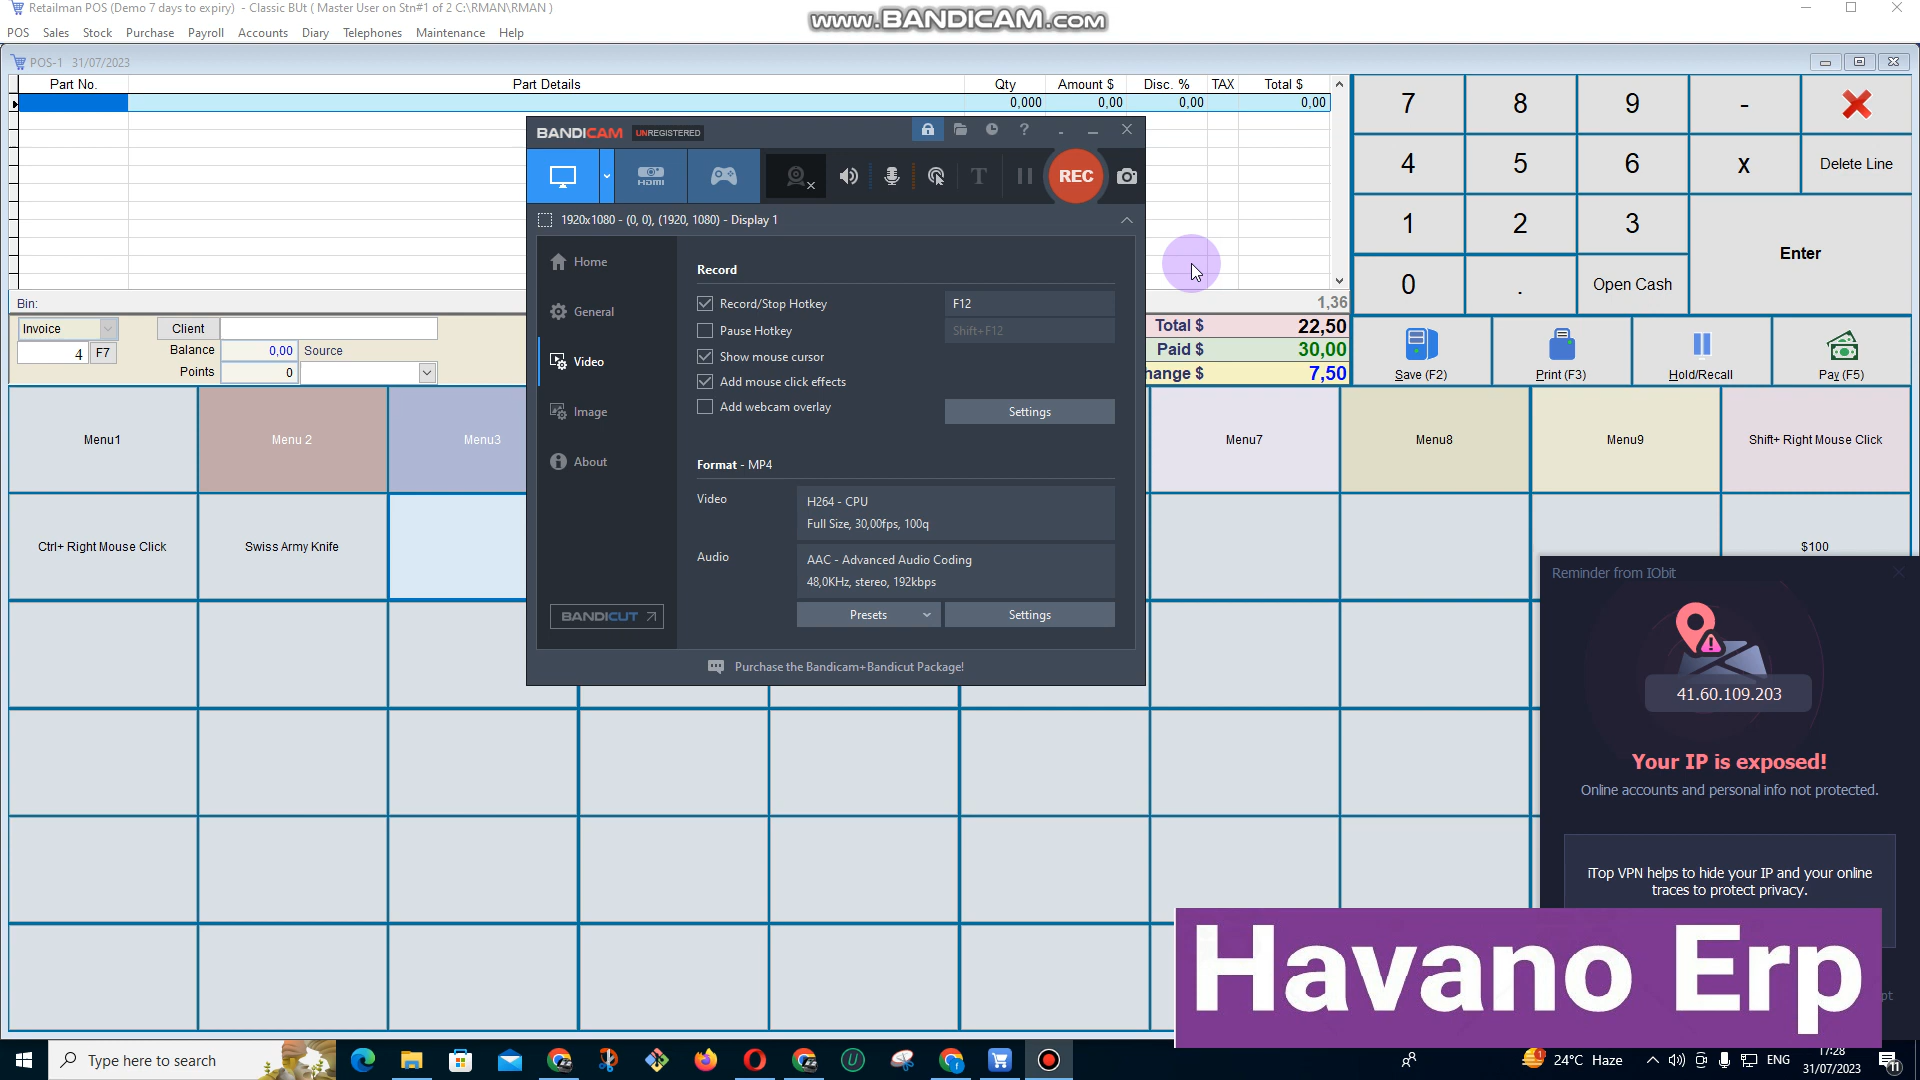 Retailman POS (Demo 7 days to expiry) - Classic BUt ( Master User on Stn#1 of 2 C:\RMAN\RMAN )
www.BANDICAM.com
POS Sales Stock Purchase Payroll Accounts Diary Telephones Maintenance Help
POS-1 31/07/2023
Part No. Part Details Qty Amount $ Disc. % TAX Total $
0,000 0,00 0,00 0,00
7 8 9 -
4 5 6 x Delete Line
1 2 3
0 . Open Cash Enter
BANDICAM UNREGISTERED
HDMI T REC
1920x1080 - (0, 0), (1920, 1080) - Display 1
Home
General
Video
Image
About
BANDICUT
Record
Record/Stop Hotkey F12
Pause Hotkey Shift+F12
Show mouse cursor
Add mouse click effects
Add webcam overlay Settings
Format - MP4
Video H264 - CPU
Full Size, 30,00fps, 100q
Audio AAC - Advanced Audio Coding
48,0KHz, stereo, 192kbps
Presets Settings
Purchase the Bandicam+Bandicut Package!
Bin: 1,36
Invoice Client
4 F7 Balance 0,00 Source
Points 0
Total $ 22,50
Paid $ 30,00
hange $ 7,50
Save (F2) Print (F3) Hold/Recall Pay (F5)
Menu1 Menu 2 Menu3 Menu7 Menu8 Menu9 Shift+ Right Mouse Click
Ctrl+ Right Mouse Click Swiss Army Knife $100
Reminder from IObit
41.60.109.203
Your IP is exposed!
Online accounts and personal info not protected.
iTop VPN helps to hide your IP and your online
traces to protect privacy.
Havano Erp
Type here to search
24°C Haze ENG 17:28
31/07/2023 11